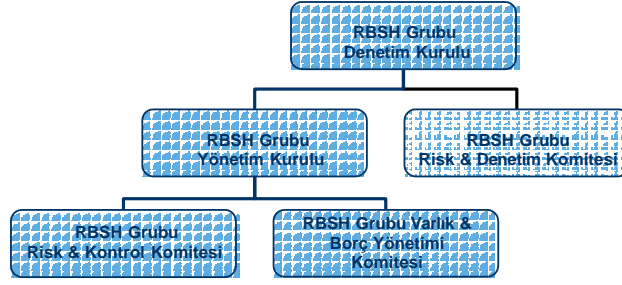 RBSH Grubu
Denetim Kurulu
RBSH Grubu
Yönetim Kurulu
RBSH Grubu
Risk & Denetim Komitesi
RBSH Grubu
Risk & Kontrol Komitesi
RBSH Grubu Varlık &
Borç Yönetimi
Komitesi